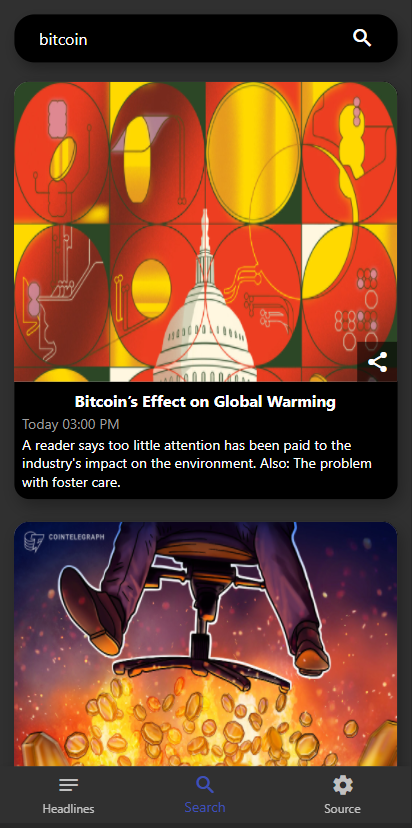 bitcoin
Bitcoin’s Effect on Global Warming
Today 03:00 PM
A reader says too little attention has been paid to the
industry's impact on the environment. Also: The problem
with foster care.
COINTELEGRAPH
Headlines
Search
Source